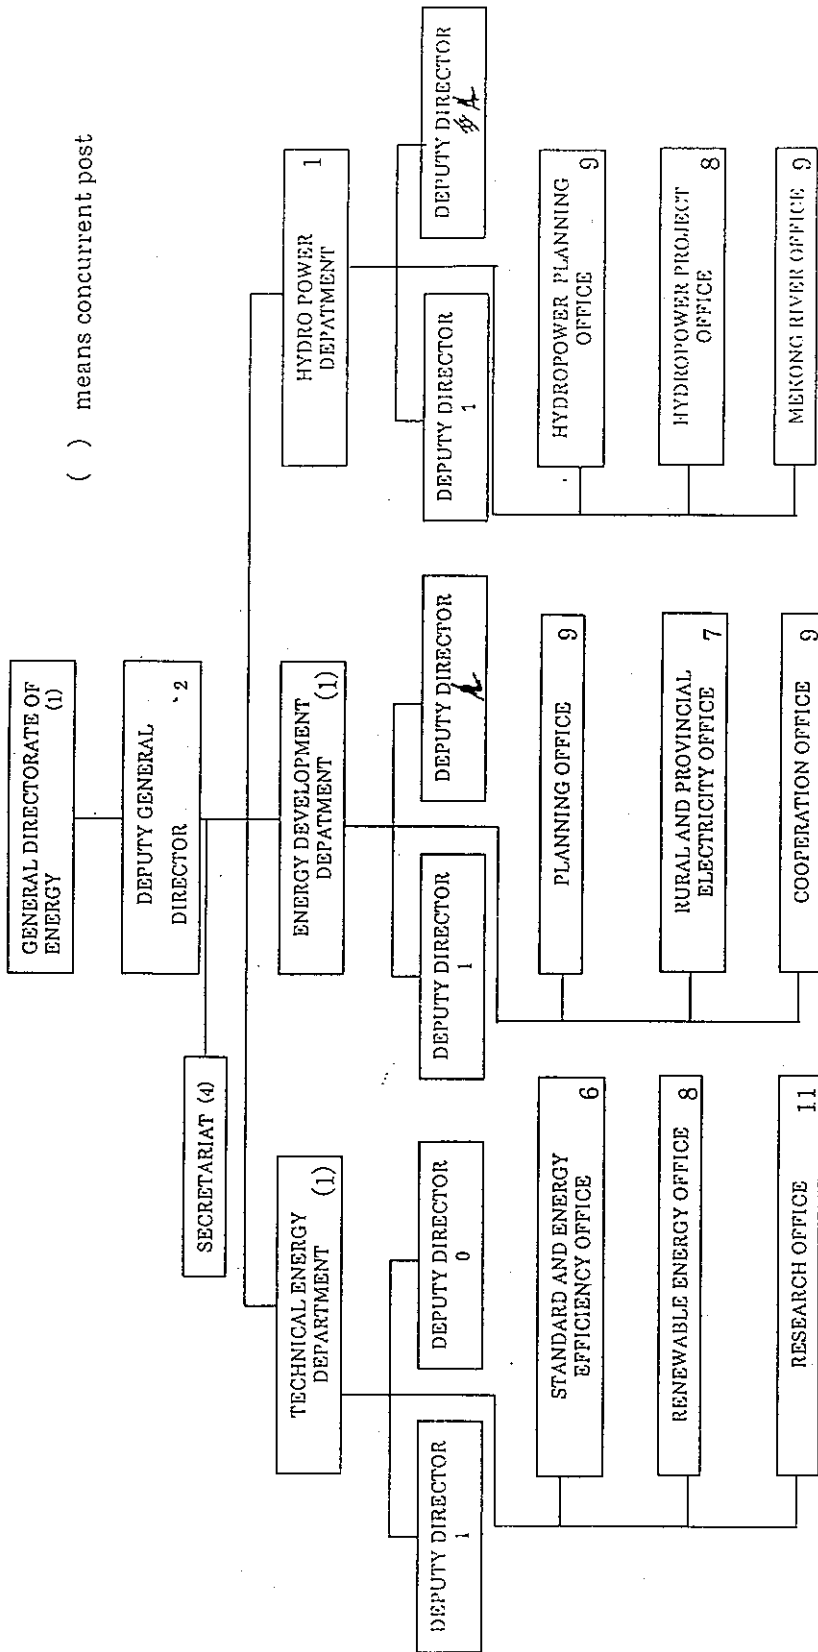 ( ) means concurrent post
GENERAL DIRECTORATE OF
ENERGY (1)
DEPUTY GENERAL
DIRECTOR 2
SECRETARIAT (4)
TECHNICAL ENERGY
DEPARTMENT (1)
ENERGY DEVELOPMENT
DEPATMENT (1)
HYDRO POWER
DEPATMENT 1
DEPUTY DIRECTOR
1
DEPUTY DIRECTOR
0
DEPUTY DIRECTOR
1
DEPUTY DIRECTOR
DEPUTY DIRECTOR
1
DEPUTY DIRECTOR
STANDARD AND ENERGY
EFFICIENCY OFFICE 6
PLANNING OFFICE
9
HYDROPOWER PLANNING
OFFICE 9
RENEWABLE ENERGY OFFICE
8
RURAL AND PROVINCIAL
ELECTRICITY OFFICE 7
HYDROPOWER PROJECT
OFFICE 8
RESEARCH OFFICE
11
COOPERATION OFFICE
9
MEKONG RIVER OFFICE 9